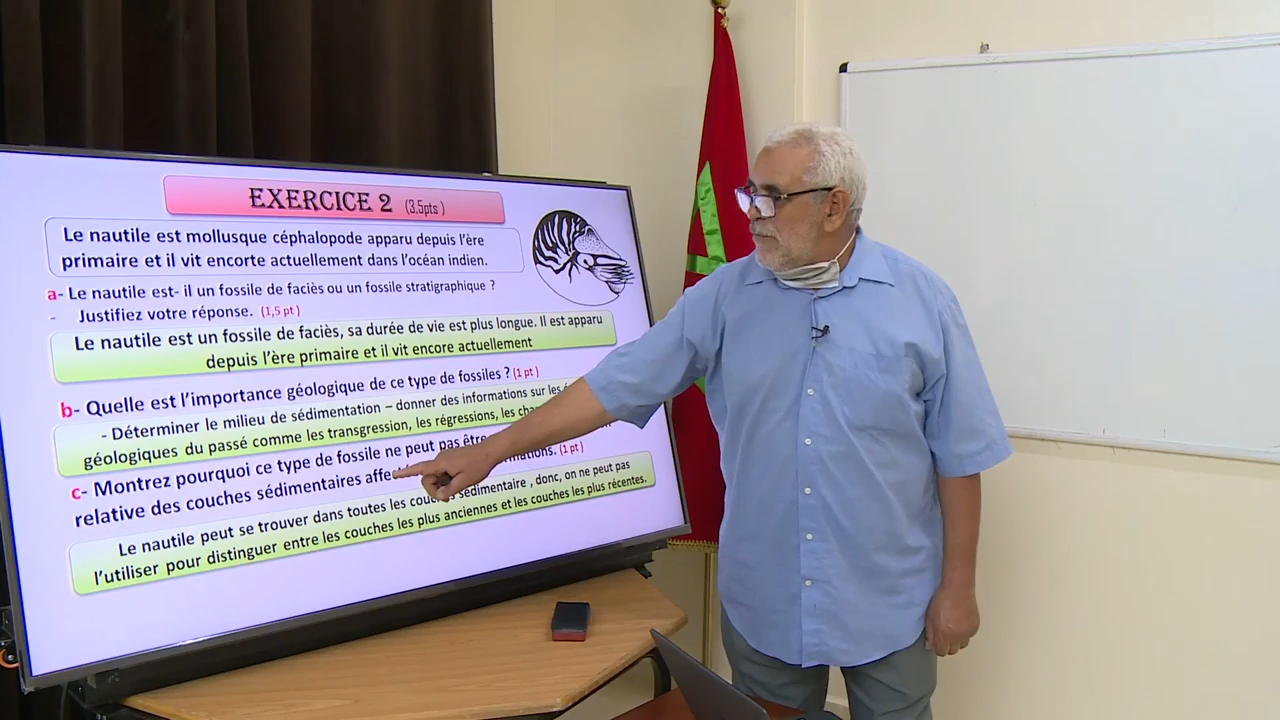 EXERCICE 2 (3.5pts )
Le nautile est mollusque céphalopode apparu depuis l'ère
primaire et il vit encorte actuellement dans l'océan indien.
a- Le nautile est- il un fossile de faciès ou un fossile stratigraphique ?
- Justifiez votre réponse. (1,5 pt )
Le nautile est un fossile de faciès, sa durée de vie est plus longue. Il est apparu
depuis l'ère primaire et il vit encore actuellement
b- Quelle est l'importance géologique de ce type de fossiles ? (1 pt )
- Déterminer le milieu de sédimentation – donner des informations sur les
géologiques du passé comme les transgression, les régressions, les
c- Montrez pourquoi ce type de fossile ne peut pas être
relative des couches sédimentaires (1 pt )
Le nautile peut se trouver dans toutes les sédimentaire , donc, on ne peut pas
l'utiliser pour distinguer entre les couches les plus anciennes et les couches les plus récentes.